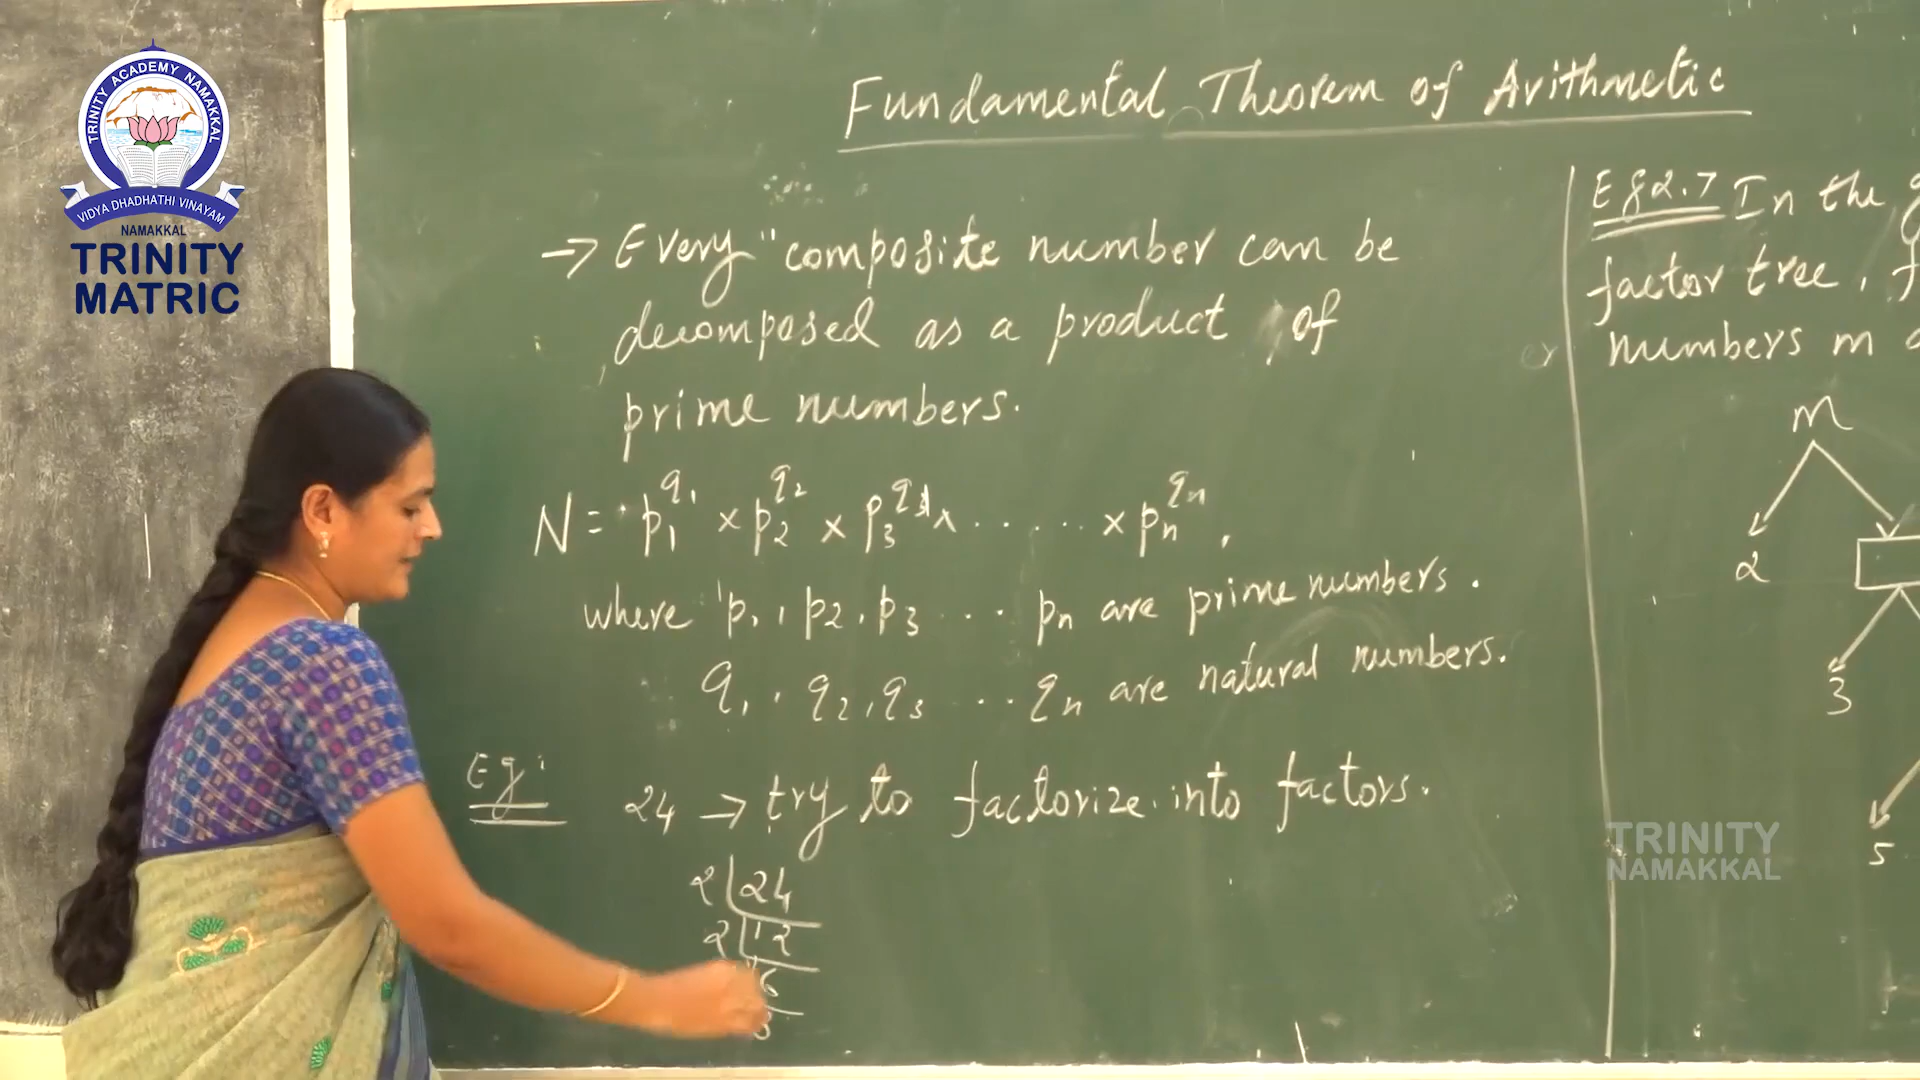 TRINITY ACADEMY NAMAKKAL
VIDYA DHADHATHI VINAYAM
NAMAKKAL
TRINITY
MATRIC
Fundamental Theorem of Arithmetic
→ Every "composite number can be
decomposed as a product of
prime numbers.
N = p₁^q₁ × p₂^q₂ × p₃^q₃ × ...... × pₙ^qₙ,
where p₁, p₂, p₃ ... pₙ are prime numbers.
q₁, q₂, q₃ ... qₙ are natural numbers.
Eg:
24 → try to factorize into factors.
2 | 24
2 | 12
6
3
Eg 2.7 In the
factor tree,
numbers m
m
2
3
5
TRINITY
NAMAKKAL